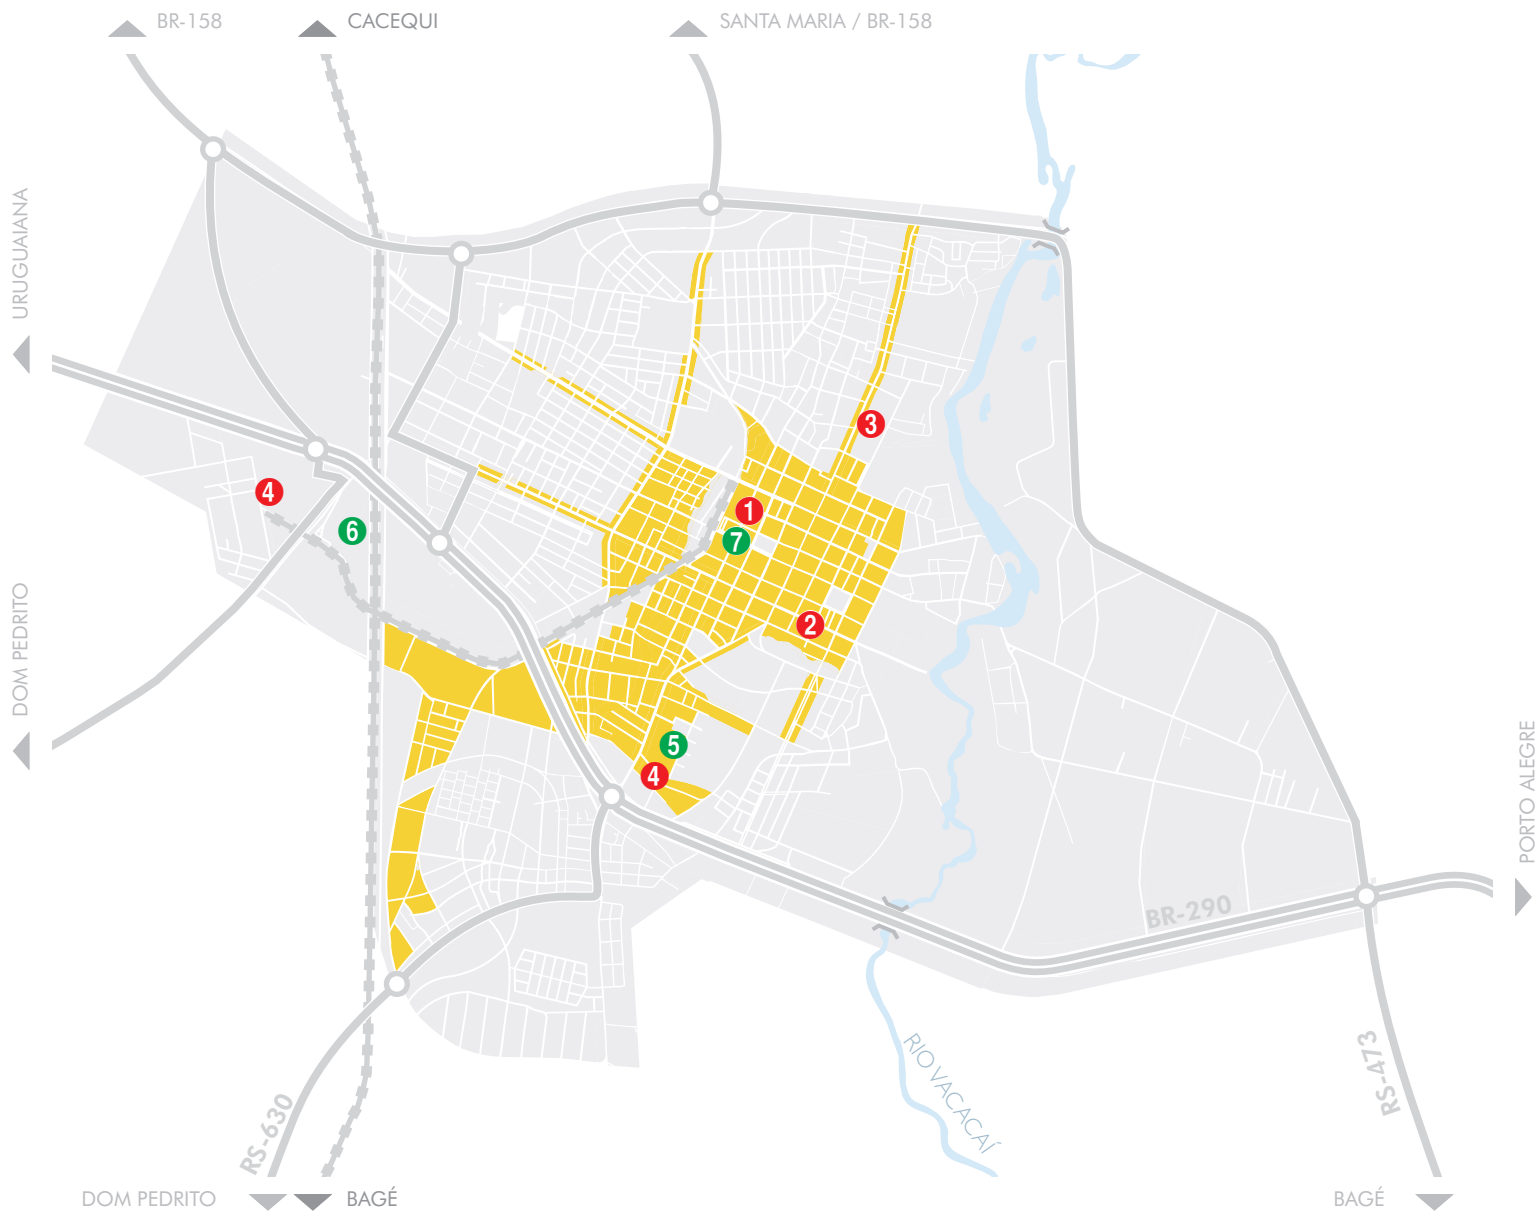 BR-158
CACEQUI
SANTA MARIA / BR-158
URUGUAIANA
3
4
1
6
7
DOM PEDRITO
2
5
4
PORTO ALEGRE
BR-290
RIO VACACAÍ
RS-473
RS-630
DOM PEDRITO
BAGÉ
BAGÉ